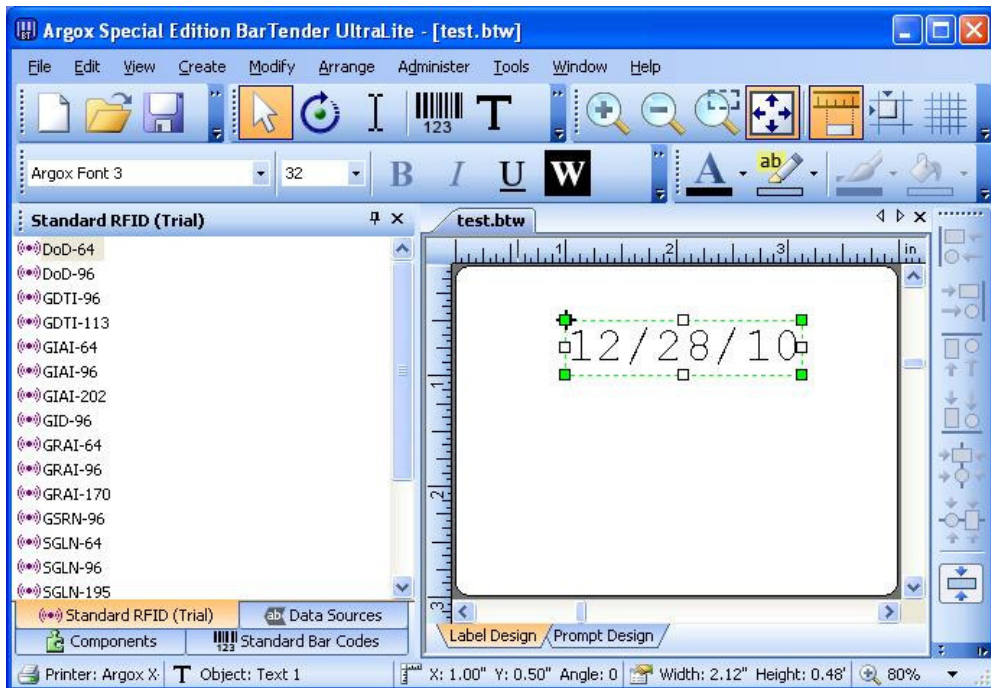 Argox Special Edition BarTender UltraLite - [test.btw]
File Edit View Create Modify Arrange Administer Tools Window Help
123 T
Argox Font 3 32 B I U W A ab
Standard RFID (Trial)
test.btw
DoD-64
DoD-96
GDTI-96
GDTI-113
GIAI-64
GIAI-96
GIAI-202
GID-96
GRAI-64
GRAI-96
GRAI-170
GSRN-96
SGLN-64
SGLN-96
SGLN-195
1 2 3 in
1
2
3
12/28/10
Standard RFID (Trial) Data Sources
Components Standard Bar Codes
Label Design Prompt Design
Printer: Argox X- Object: Text 1 X: 1.00" Y: 0.50" Angle: 0 Width: 2.12" Height: 0.48' 80%